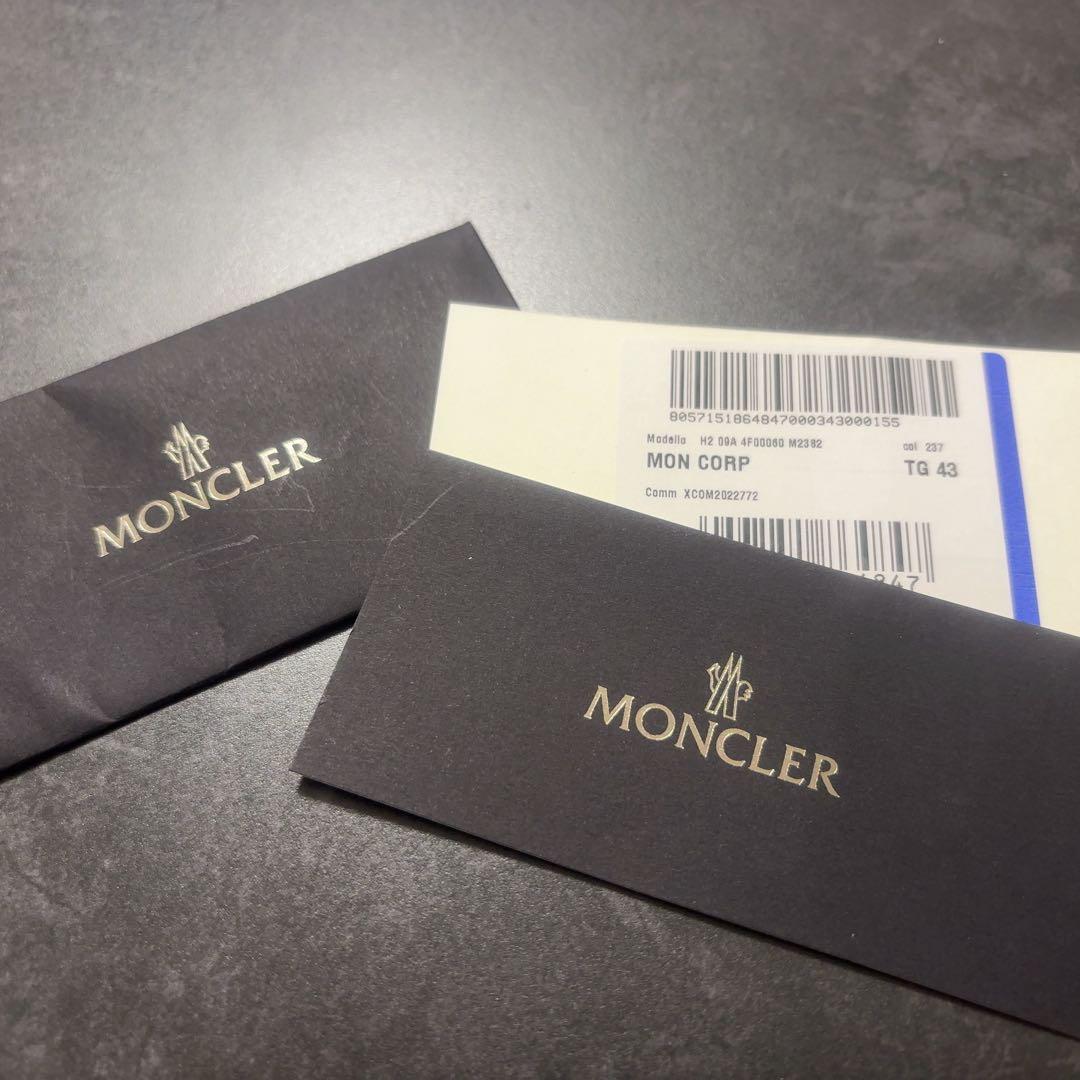 MONCLER
8057151864847000343000155
Modello H2 09A 4F00060 M2382 col 237
MON CORP TG 43
Comm XCOM2022772
MONCLER